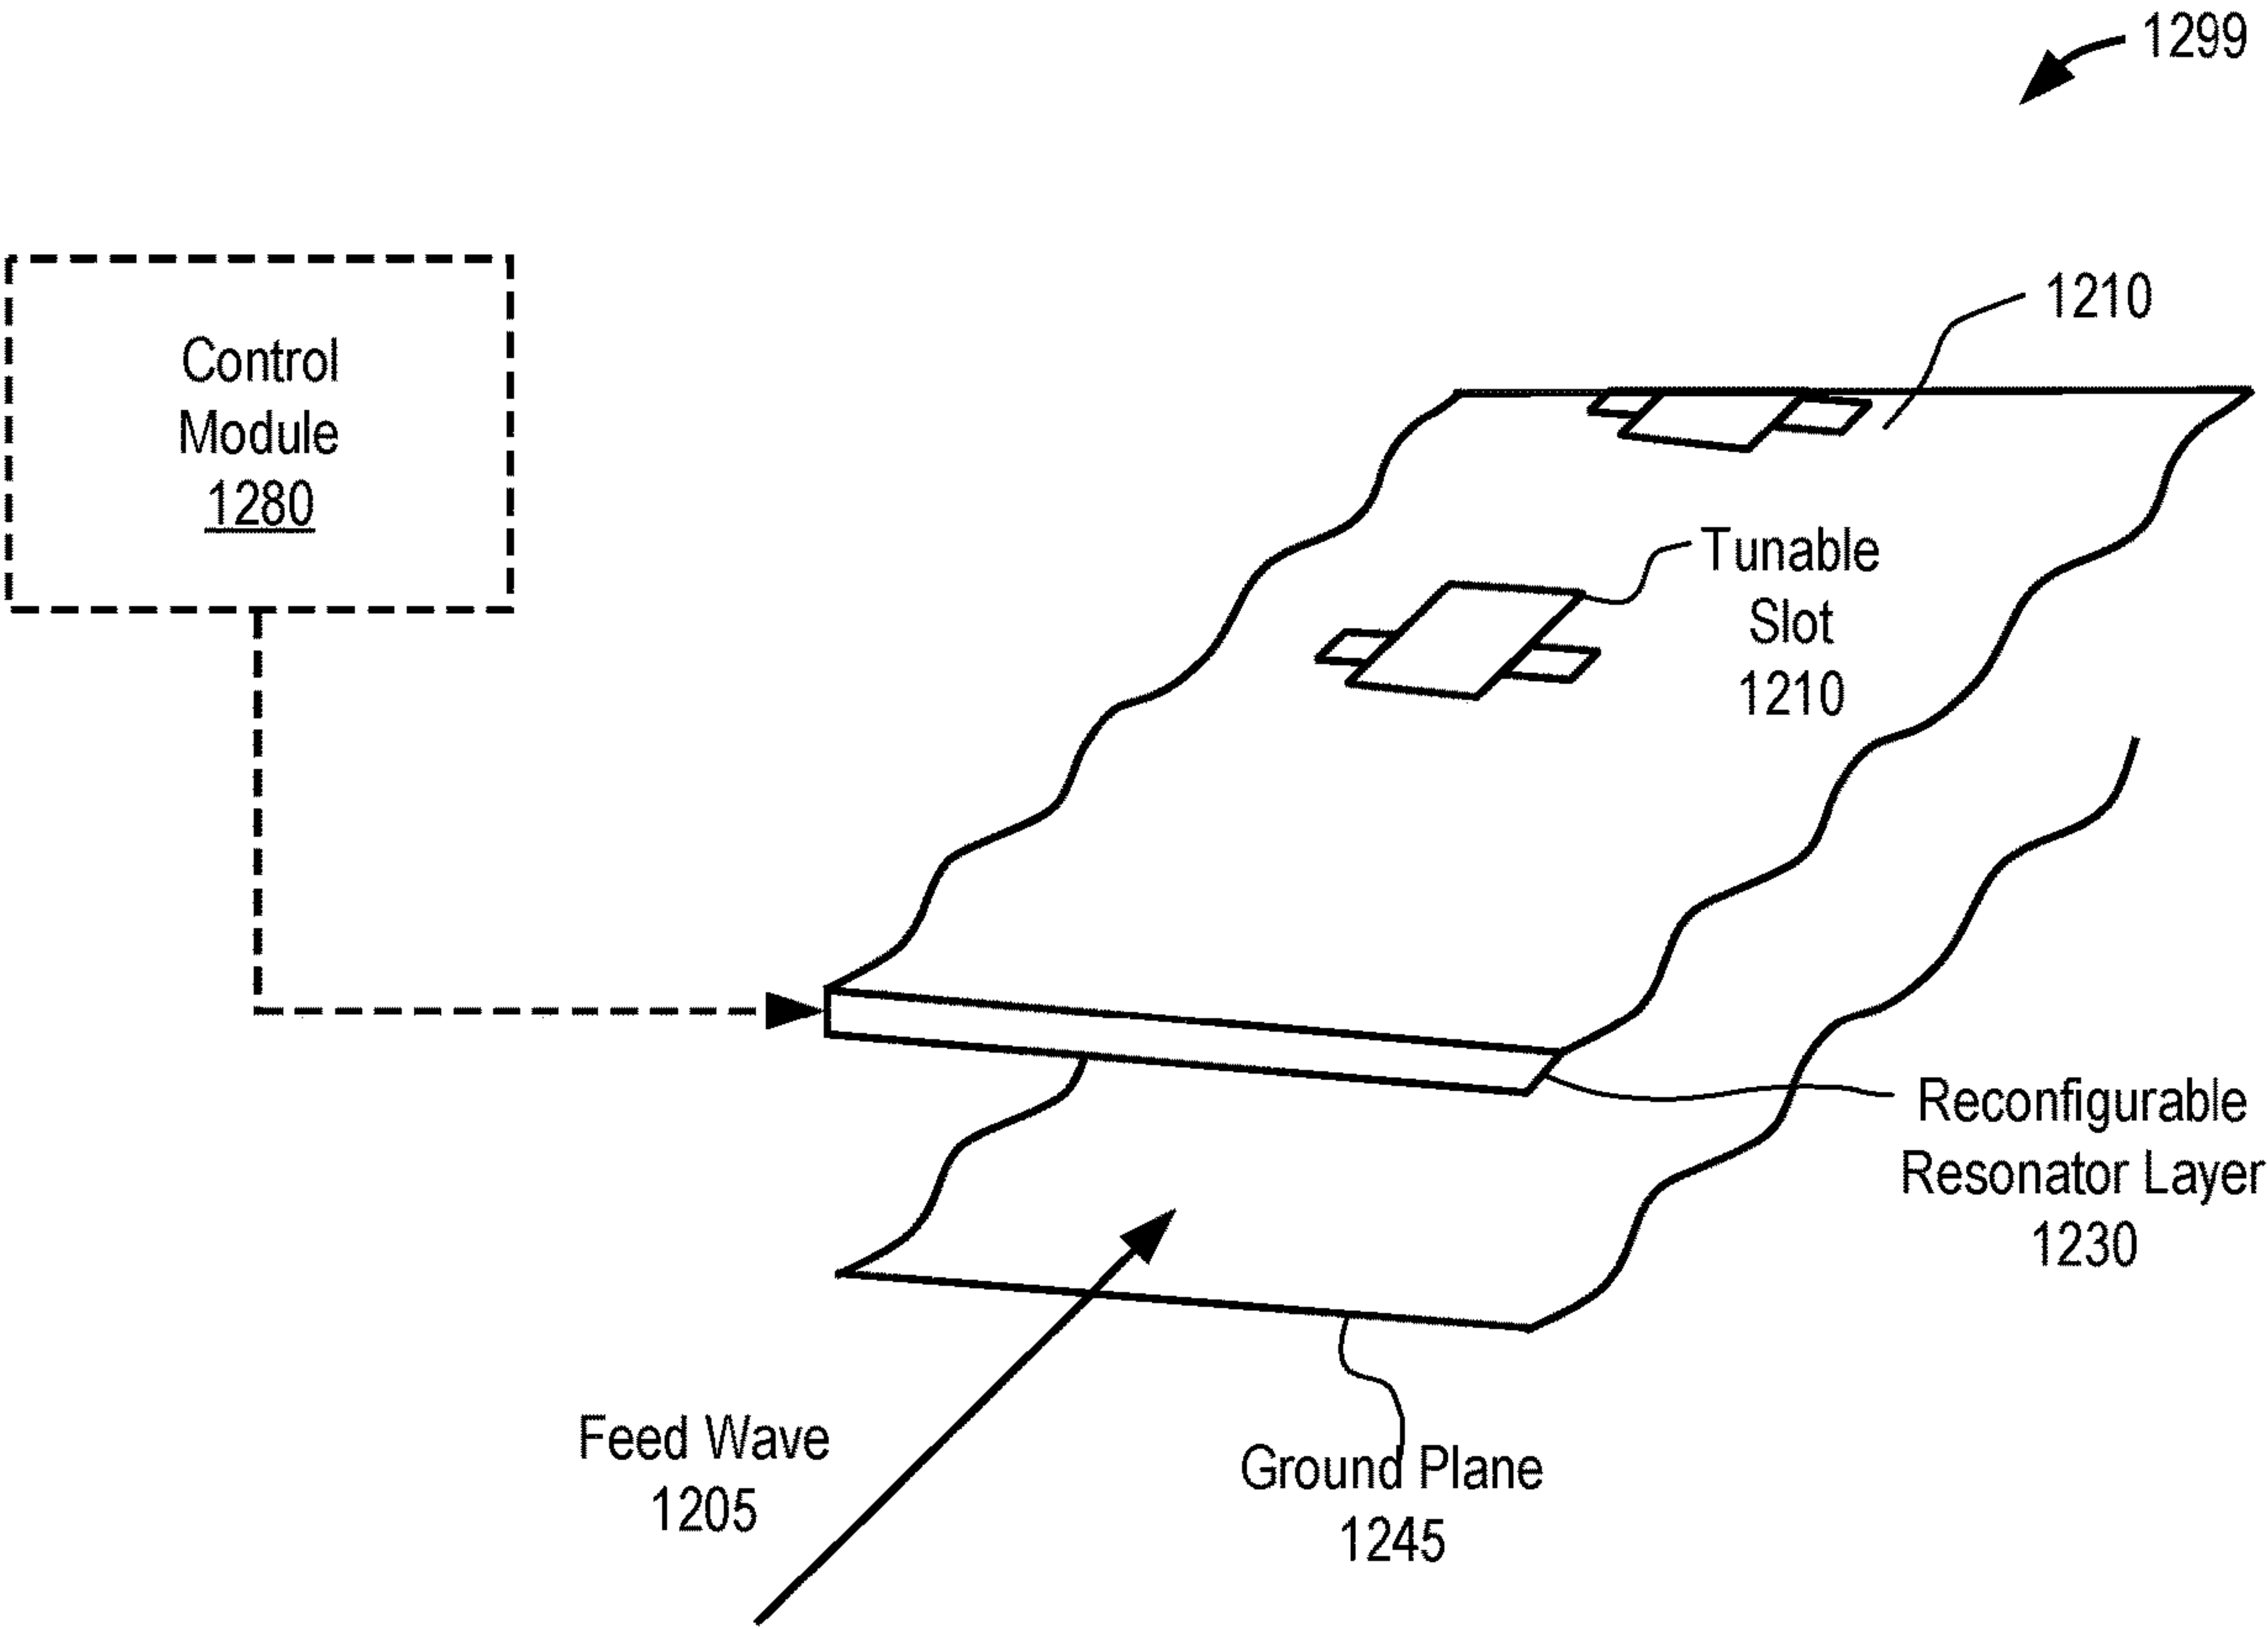 1299
Control
Module
1280
1210
Tunable
Slot
1210
Reconfigurable
Resonator Layer
1230
Feed Wave
1205
Ground Plane
1245